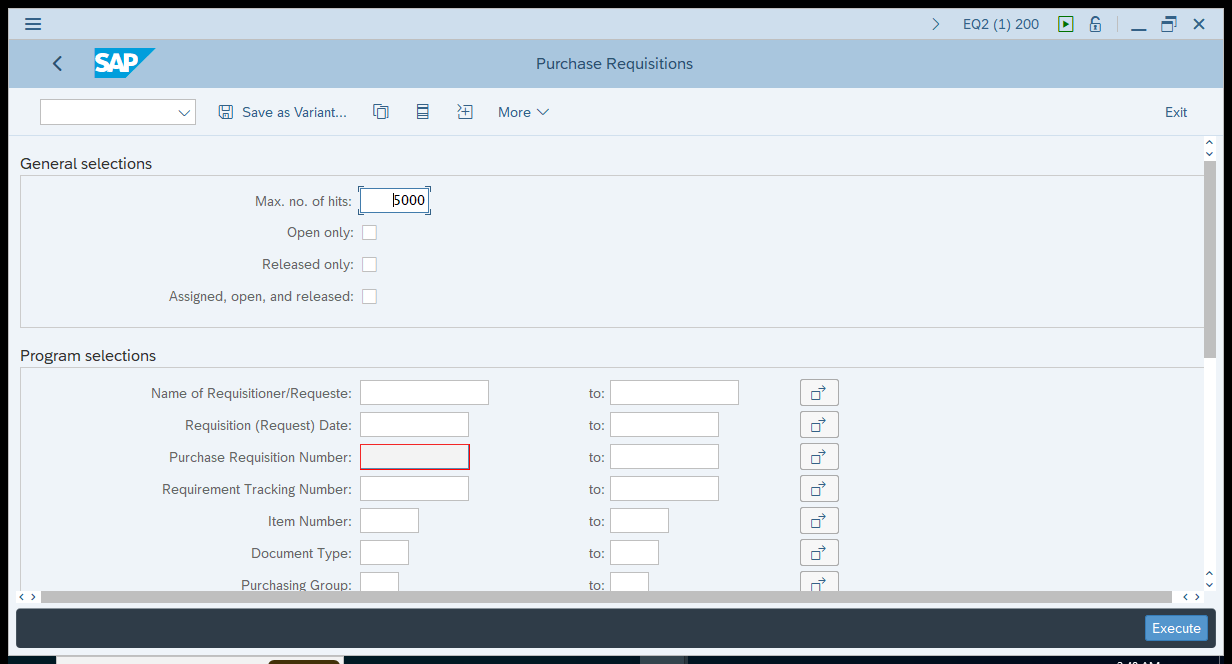 EQ2 (1) 200
SAP Purchase Requisitions
Save as Variant... More Exit
General selections
Max. no. of hits: 5000
Open only:
Released only:
Assigned, open, and released:
Program selections
Name of Requisitioner/Requeste: to:
Requisition (Request) Date: to:
Purchase Requisition Number: to:
Requirement Tracking Number: to:
Item Number: to:
Document Type: to:
Purchasing Group: to:
Execute